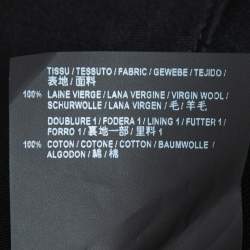 TISSU / TESSUTO / FABRIC / GEWEBE / TEJIDO /
表地 / 面料
100% LAINE VIERGE / LANA VERGINE / VIRGIN WOOL /
SCHURWOLLE / LANA VIRGEN / 毛 / 羊毛
DOUBLURE 1 / FODERA 1 / LINING 1 / FUTTER 1 /
FORRO 1 / 裏地一部 / 里料 1
100% COTON / COTONE / COTTON / BAUMWOLLE /
ALGODON / 綿 / 棉